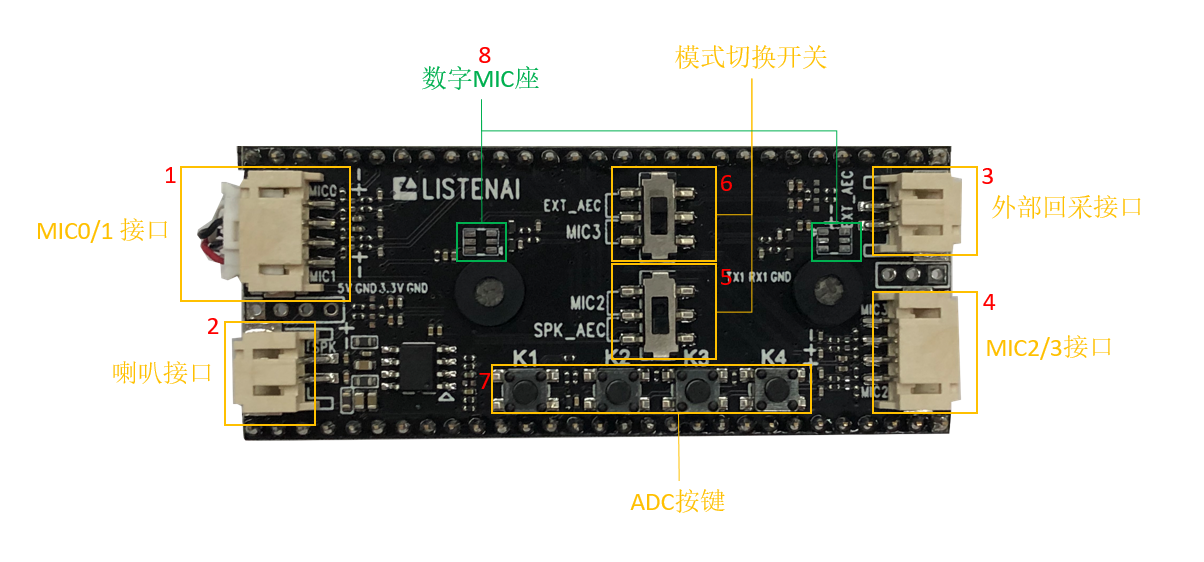 8
数字MIC座
模式切换开关
1
MIC0/1 接口
MIC0
MIC1
LISTENAI
6
EXT_AEC
MIC3
EXT_AEC
3
外部回采接口
5V GND 3.3V GND
5
MIC2
SPK_AEC
TX1 RX1 GND
2
喇叭接口
SPK
4
MIC2/3接口
MIC3
MIC2
7
K1
K2
K3
K4
ADC按键